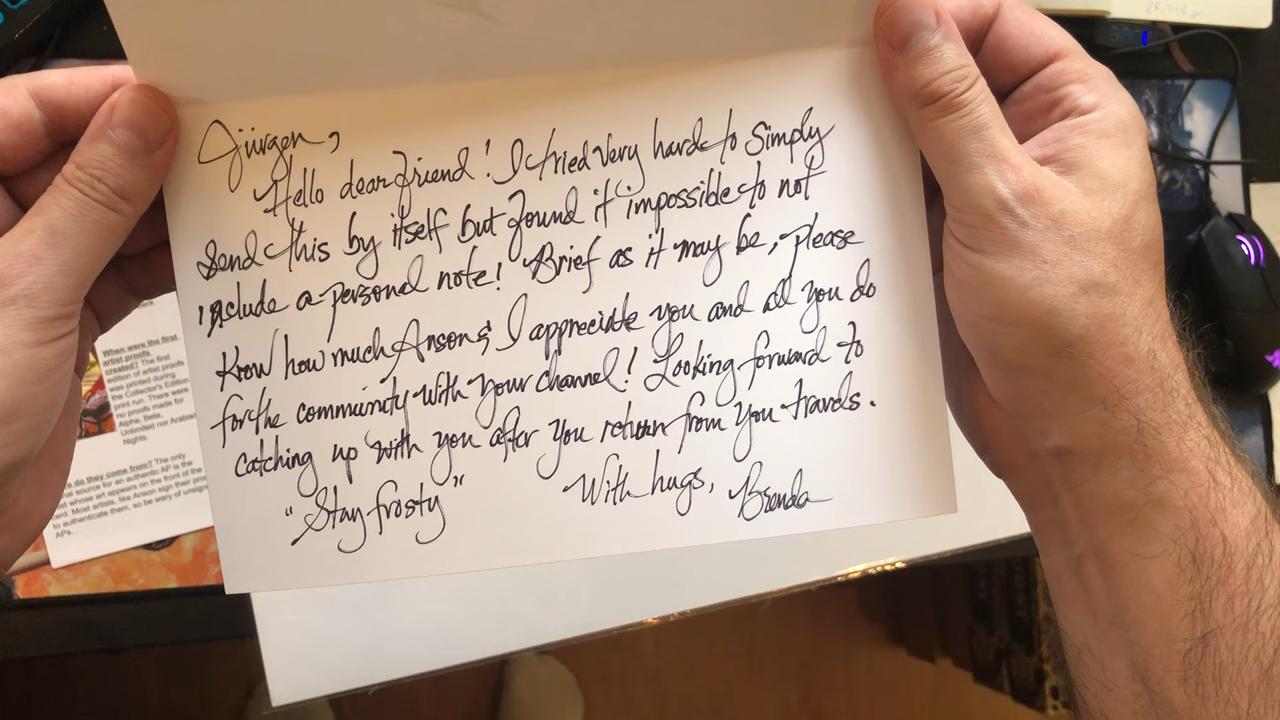 Jürgen,
Hello dear friend! I tried very hard to simply
send this by itself but found it impossible to not
include a personal note! Brief as it may be, please
know how much Anson & I appreciate you and all you do
for the community with your channel! Looking forward to
catching up with you after you return from you travels.
"Stay frosty"
With hugs, Brenda
When were the first
artist proofs
created? The first
edition of artist proofs
was printed during
the Collector's Edition
print run. There were
no proofs made for
Alpha, Beta,
Unlimited nor Arabian
Nights.
do they come from? The only
source for an authentic AP is the
whose art appears on the front of the
Most artists, like Anson sign their
to authenticate them, so be wary of
APs.